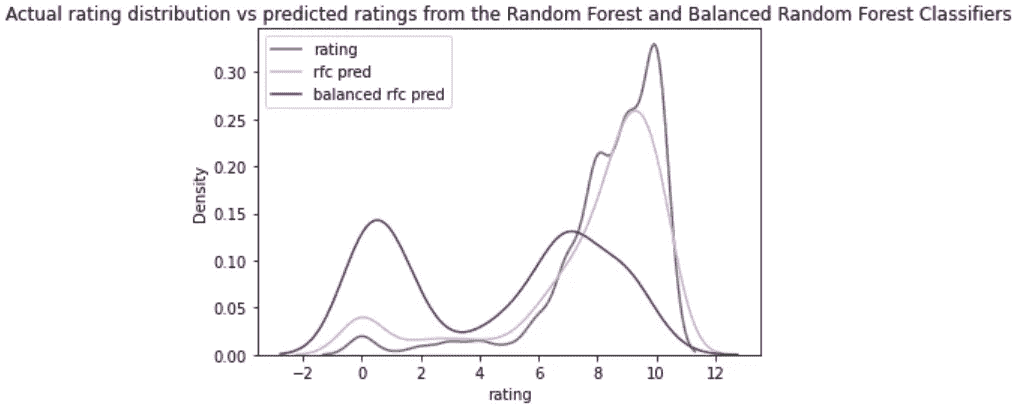 Actual rating distribution vs predicted ratings from the Random Forest and Balanced Random Forest Classifiers
rating
rfc pred
balanced rfc pred
0.30
0.25
0.20
0.15
0.10
0.05
0.00
Density
−2 0 2 4 6 8 10 12
rating